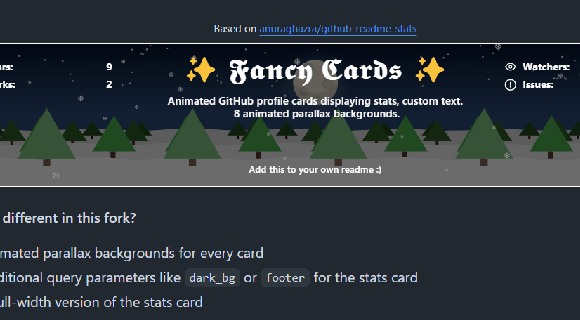 Based on anuraghazra/github-readme-stats
✨ Fancy Cards ✨
rs: 9
Watchers:
rks: 2
Issues:
Animated GitHub profile cards displaying stats, custom text.
8 animated parallax backgrounds.
Add this to your own readme :)
different in this fork?
mated parallax backgrounds for every card
ditional query parameters like dark_bg or footer for the stats card
ull-width version of the stats card